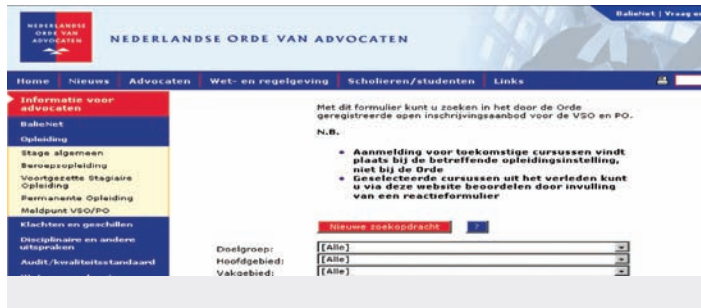 NEDERLANDSE
ORDE VAN
ADVOCATEN
NEDERLANDSE ORDE VAN ADVOCATEN
BalieNet | Vraag en
Home Nieuws Advocaten Wet- en regelgeving Scholieren/studenten Links
Informatie voor
advocaten
BalieNet
Opleiding
Stage algemeen
Beroepsopleiding
Voortgezette Stagiaire
Opleiding
Permanente Opleiding
Meldpunt VSO/PO
Klachten en geschillen
Disciplinaire en andere
uitspraken
Audit/kwaliteitsstandaard
Met dit formulier kunt u zoeken in het door de Orde
geregistreerde open inschrijvingsaanbod voor de VSO en PO.
N.B.
Aanmelding voor toekomstige cursussen vindt
plaats bij de betreffende opleidingsinstelling,
niet bij de Orde
Geselecteerde cursussen uit het verleden kunt
u via deze website beoordelen door invulling
van een reactieformulier
Nieuwe zoekopdracht ?
Doelgroep: [Alle]
Hoofdgebied: [Alle]
Vakgebied: [Alle]